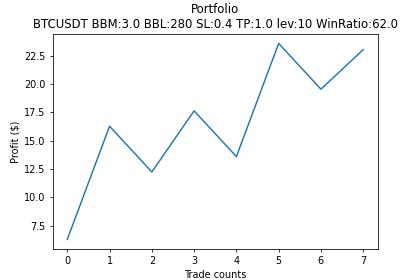 Portfolio
BTCUSDT BBM:3.0 BBL:280 SL:0.4 TP:1.0 lev:10 WinRatio:62.0
22.5
20.0
17.5
15.0
12.5
10.0
7.5
Profit ($)
0 1 2 3 4 5 6 7
Trade counts